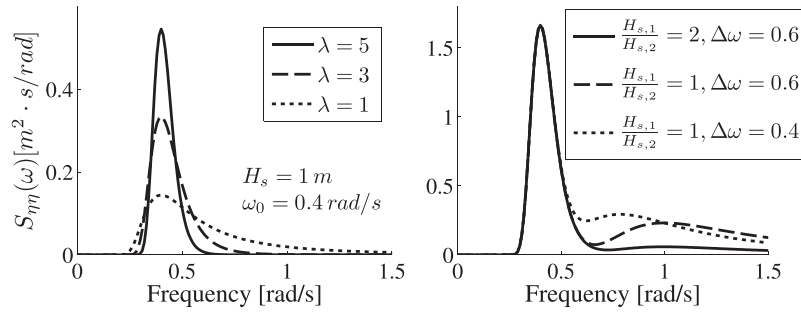 S_{ηη}(ω)[m² · s/rad]
0.4
0.2
0
0
0.5
1
1.5
Frequency [rad/s]
λ = 5
λ = 3
λ = 1
H_s = 1 m
ω_0 = 0.4 rad/s
1.5
1
0.5
0
0
0.5
1
1.5
Frequency [rad/s]
H_{s,1}/H_{s,2} = 2, Δω = 0.6
H_{s,1}/H_{s,2} = 1, Δω = 0.6
H_{s,1}/H_{s,2} = 1, Δω = 0.4